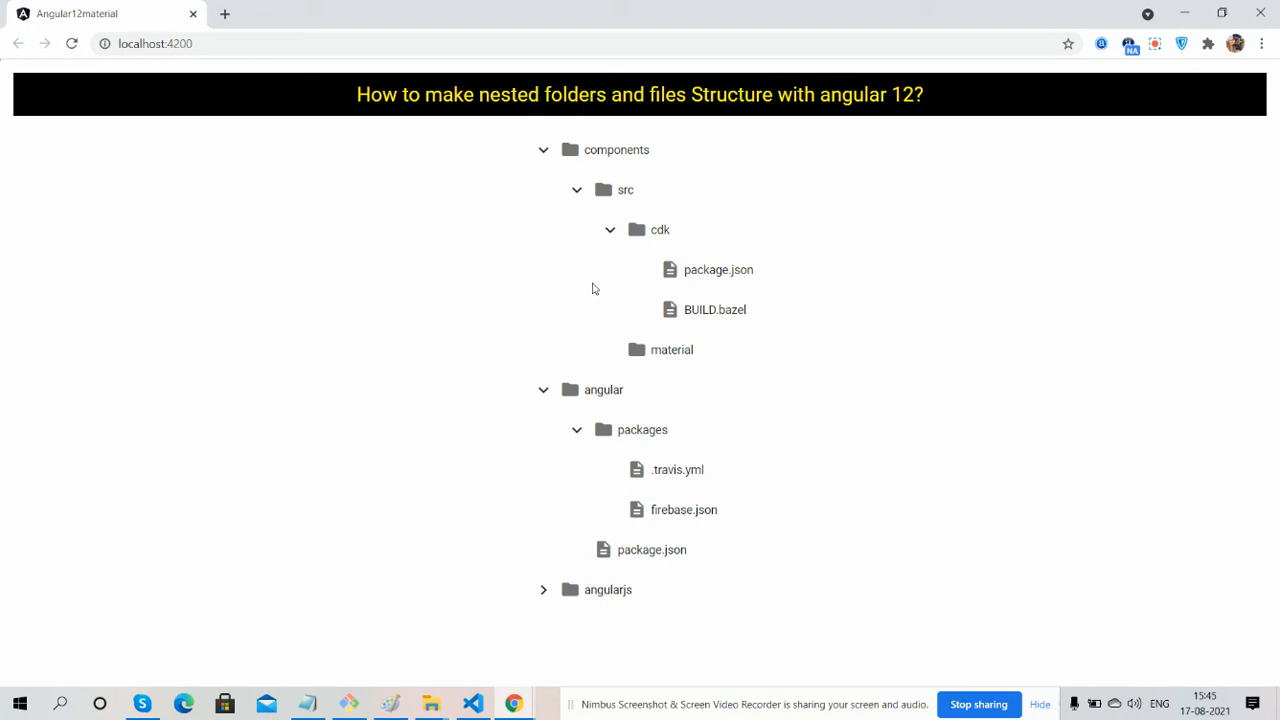 Angular12material
localhost:4200
NA
How to make nested folders and files Structure with angular 12?
components
src
cdk
package.json
BUILD.bazel
material
angular
packages
.travis.yml
firebase.json
package.json
angularjs
Nimbus Screenshot & Screen Video Recorder is sharing your screen and audio.
Stop sharing
Hide
ENG
15:45
17-08-2021